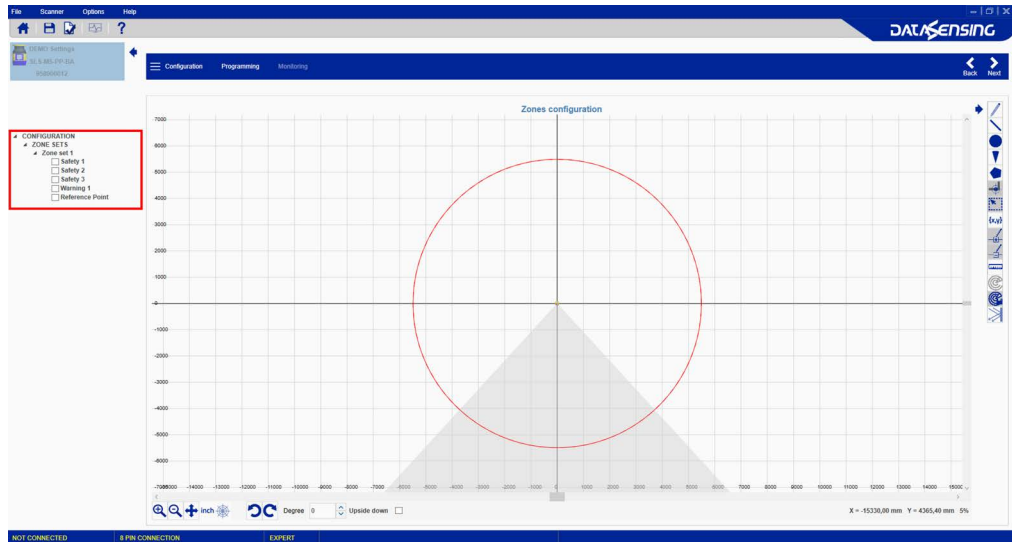 File Scanner Options Help
?
DATASENSING
DEMO Settings
Configuration Programming Monitoring
Back Next
Zones configuration
CONFIGURATION
ZONE SETS
Zone set 1
Safety 1
Safety 2
Safety 3
Warning 1
Reference Point
7000
6000
5000
4000
3000
2000
1000
0
-1000
-2000
-3000
-4000
-5000
-6000
-14000 -13000 -12000 -11000 -10000 -9000 -8000 -7000 -6000 -5000 -4000 -3000 -2000 -1000 0 1000 2000 3000 4000 5000 6000 7000 8000 9000 10000 11000 12000 13000 14000
(x,y)
inch Degree 0 Upside down
X = -15330,00 mm Y = 4365,40 mm 5%
NOT CONNECTED 8 PIN CONNECTION EXPERT